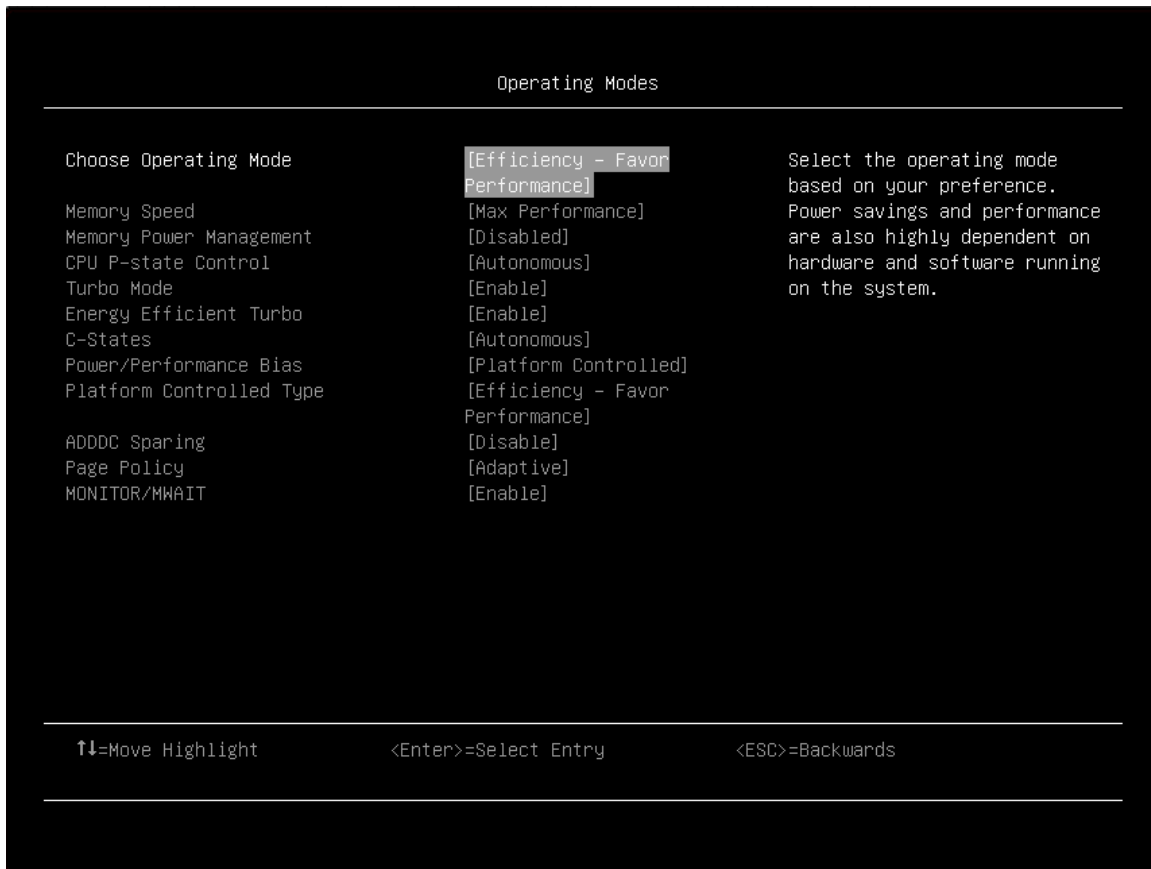 Operating Modes
Choose Operating Mode [Efficiency – Favor Performance]
Memory Speed [Max Performance]
Memory Power Management [Disabled]
CPU P-state Control [Autonomous]
Turbo Mode [Enable]
Energy Efficient Turbo [Enable]
C-States [Autonomous]
Power/Performance Bias [Platform Controlled]
Platform Controlled Type [Efficiency – Favor Performance]
ADDDC Sparing [Disable]
Page Policy [Adaptive]
MONITOR/MWAIT [Enable]
Select the operating mode
based on your preference.
Power savings and performance
are also highly dependent on
hardware and software running
on the system.
↑↓=Move Highlight <Enter>=Select Entry <ESC>=Backwards